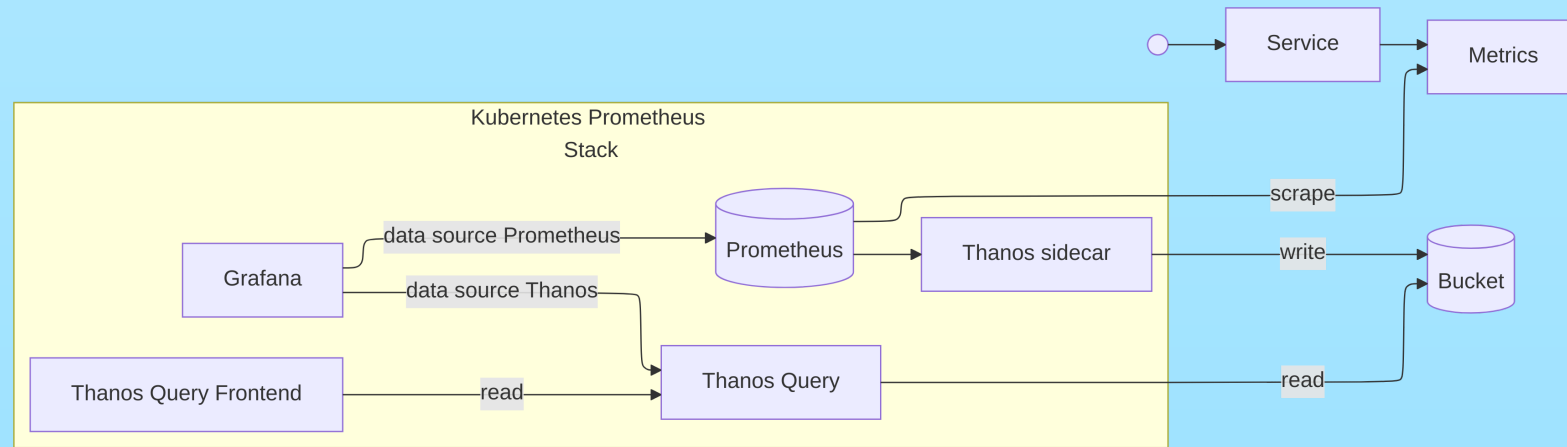 Service
Metrics
Kubernetes Prometheus
Stack
scrape
data source Prometheus
Prometheus
Thanos sidecar
write
Grafana
data source Thanos
Bucket
Thanos Query Frontend
read
Thanos Query
read